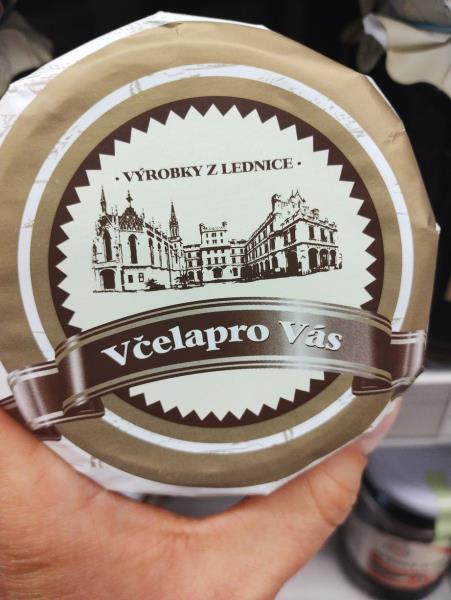 · VÝROBKY Z LEDNICE ·
Včelapro Vás